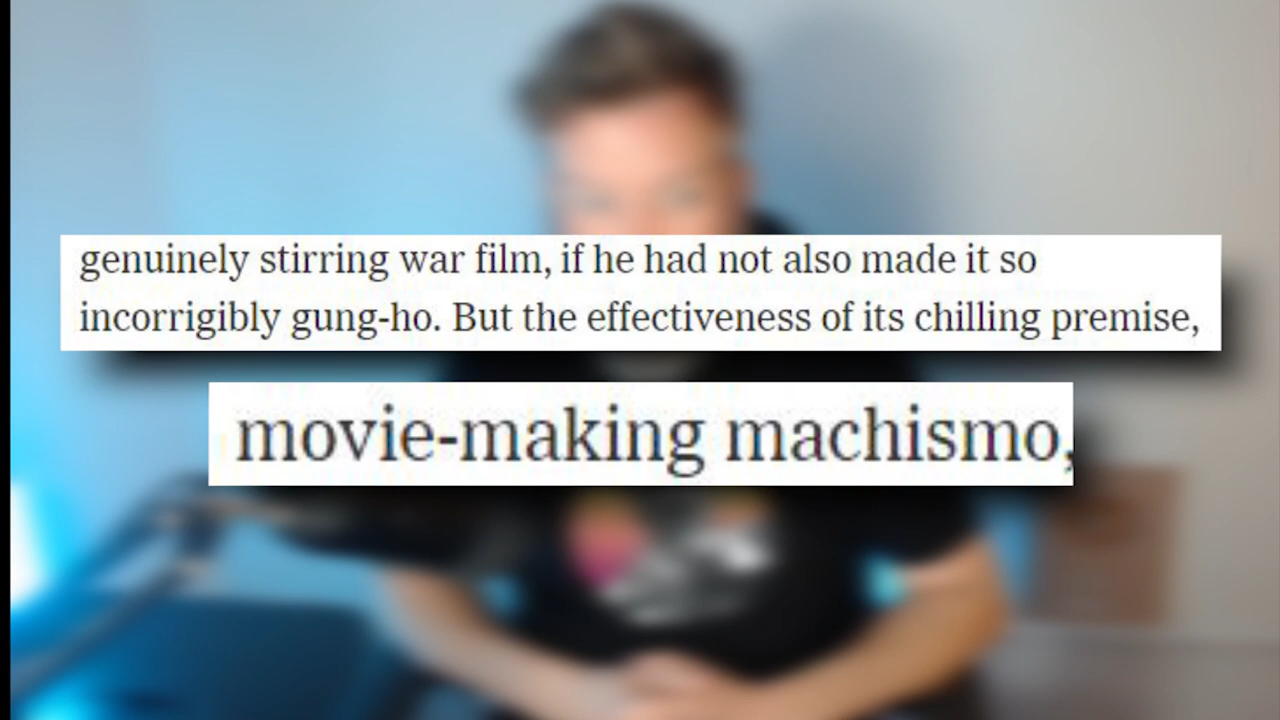 genuinely stirring war film, if he had not also made it so
incorrigibly gung-ho. But the effectiveness of its chilling premise,
movie-making machismo,